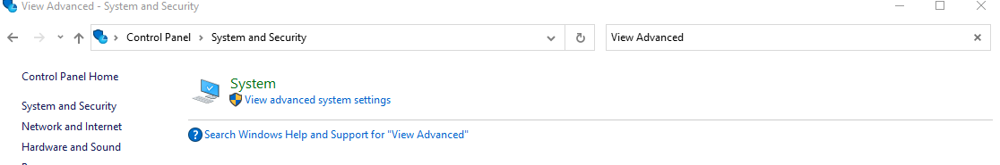 View Advanced - System and Security
Control Panel > System and Security
View Advanced
Control Panel Home
System and Security
Network and Internet
Hardware and Sound
System
View advanced system settings
Search Windows Help and Support for "View Advanced"